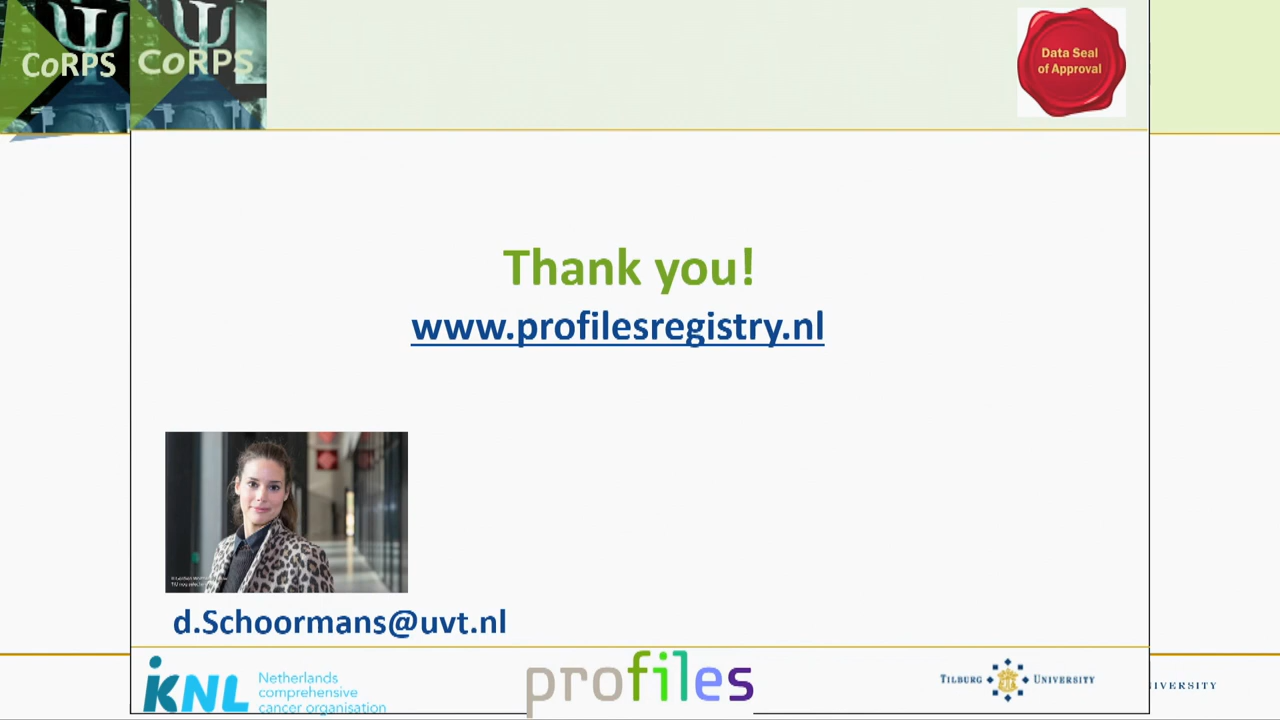 CoRPS
CoRPS
Data Seal
of Approval
Thank you!
www.profilesregistry.nl
d.Schoormans@uvt.nl
iKNL
Netherlands
comprehensive
cancer organisation
profiles
TILBURG UNIVERSITY
IVERSITY